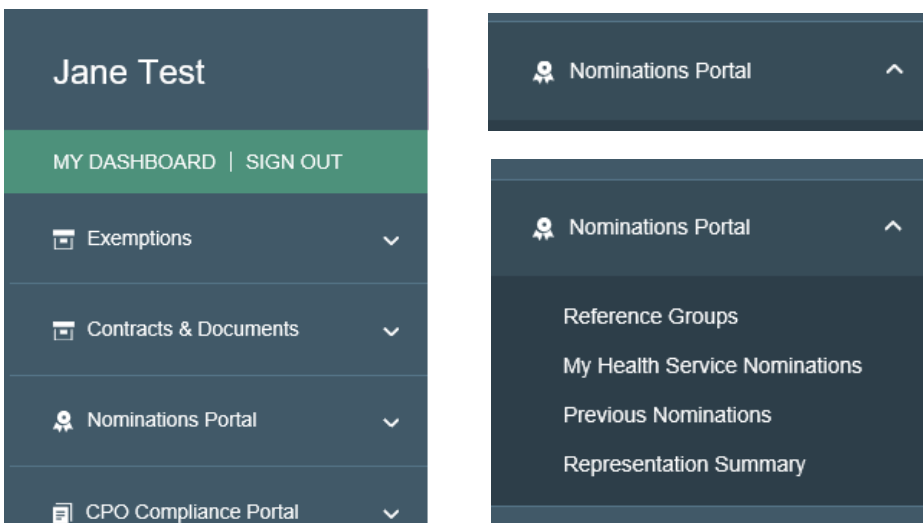 Jane Test
MY DASHBOARD | SIGN OUT
Exemptions
Contracts & Documents
Nominations Portal
CPO Compliance Portal
Nominations Portal
Nominations Portal
Reference Groups
My Health Service Nominations
Previous Nominations
Representation Summary